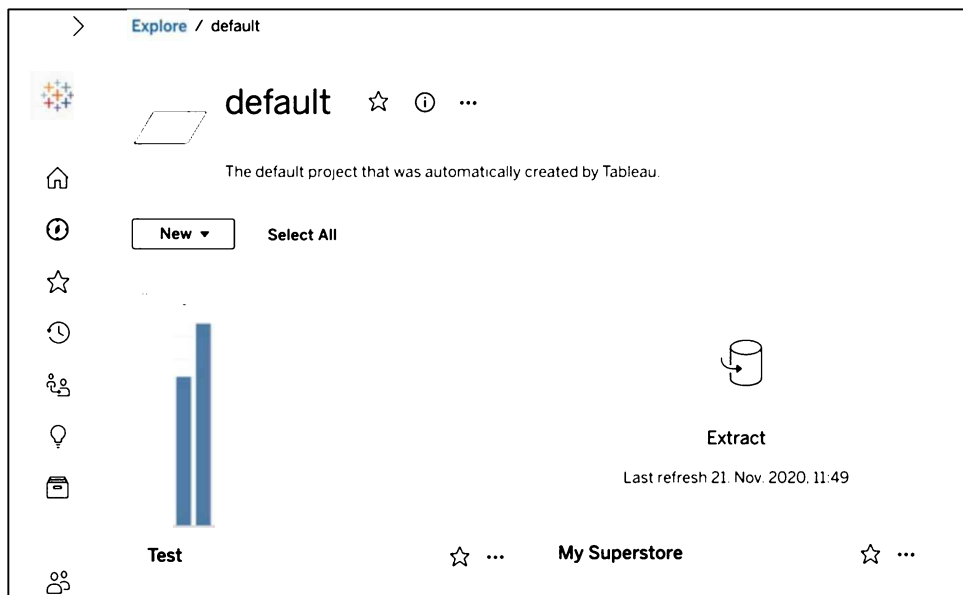 Explore / default
default
The default project that was automatically created by Tableau.
New
Select All
Extract
Last refresh 21. Nov. 2020, 11:49
Test
My Superstore